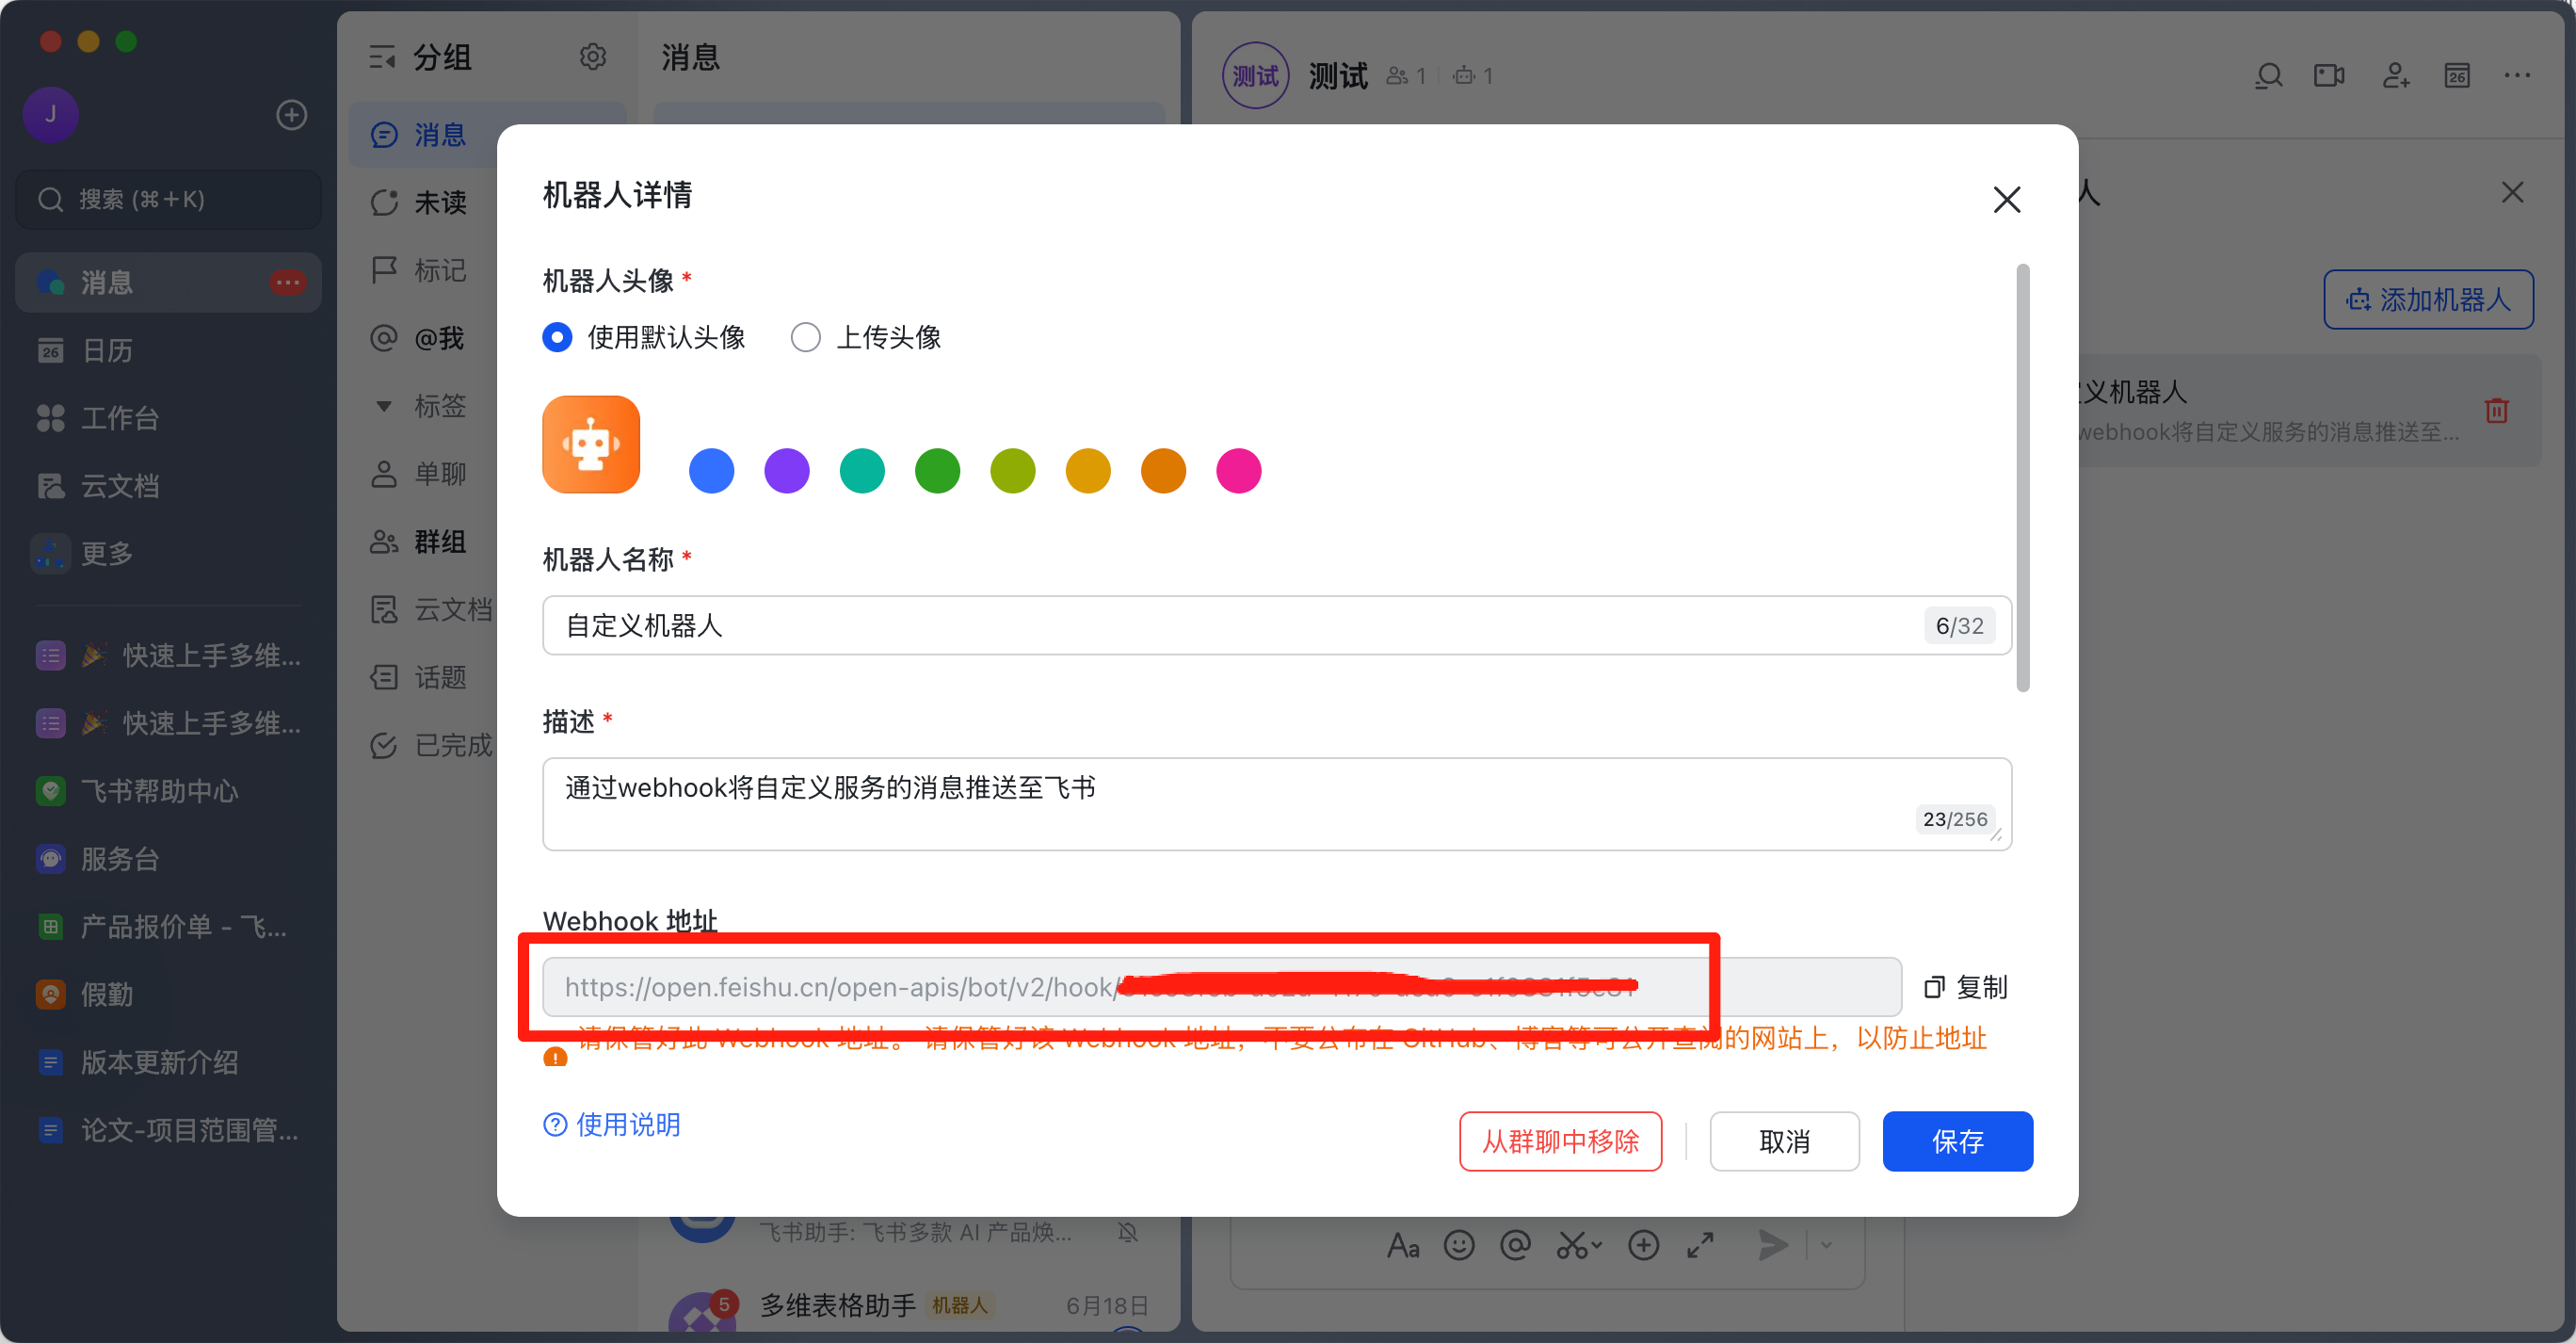 J
搜索 (⌘+K)
消息
26
日历
工作台
云文档
更多
快速上手多维...
快速上手多维...
飞书帮助中心
服务台
产品报价单 - 飞...
假勤
版本更新介绍
论文-项目范围管...
分组
消息
未读
标记
@我
标签
单聊
群组
云文档
话题
已完成
消息
飞书助手: 飞书多款 AI 产品焕...
5
多维表格助手 机器人 6月18日
测试 测试 1 1
26
人
添加机器人
义机器人
webhook将自定义服务的消息推送至...
机器人详情
机器人头像 *
使用默认头像 上传头像
机器人名称 *
自定义机器人 6/32
描述 *
通过webhook将自定义服务的消息推送至飞书
23/256
Webhook 地址
https://open.feishu.cn/open-apis/bot/v2/hook/
复制
请保管好此 Webhook 地址。 请保管好该 Webhook 地址，不要公布在 GitHub、博客等可公开查阅的网站上，以防止地址
使用说明
从群聊中移除 取消 保存
Aa